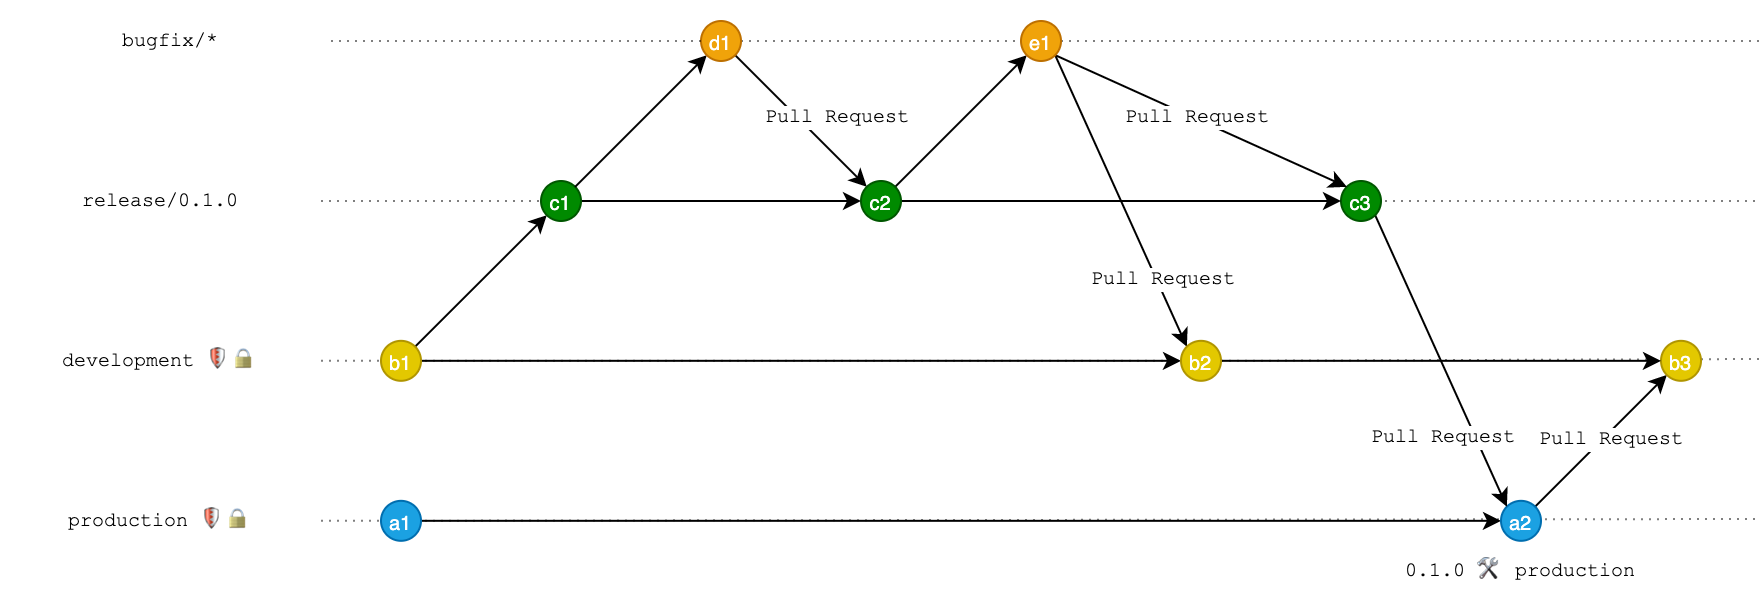 bugfix/*
d1
e1
Pull Request
Pull Request
release/0.1.0
c1
c2
c3
Pull Request
development
b1
b2
b3
Pull Request
Pull Request
production
a1
a2
0.1.0 production